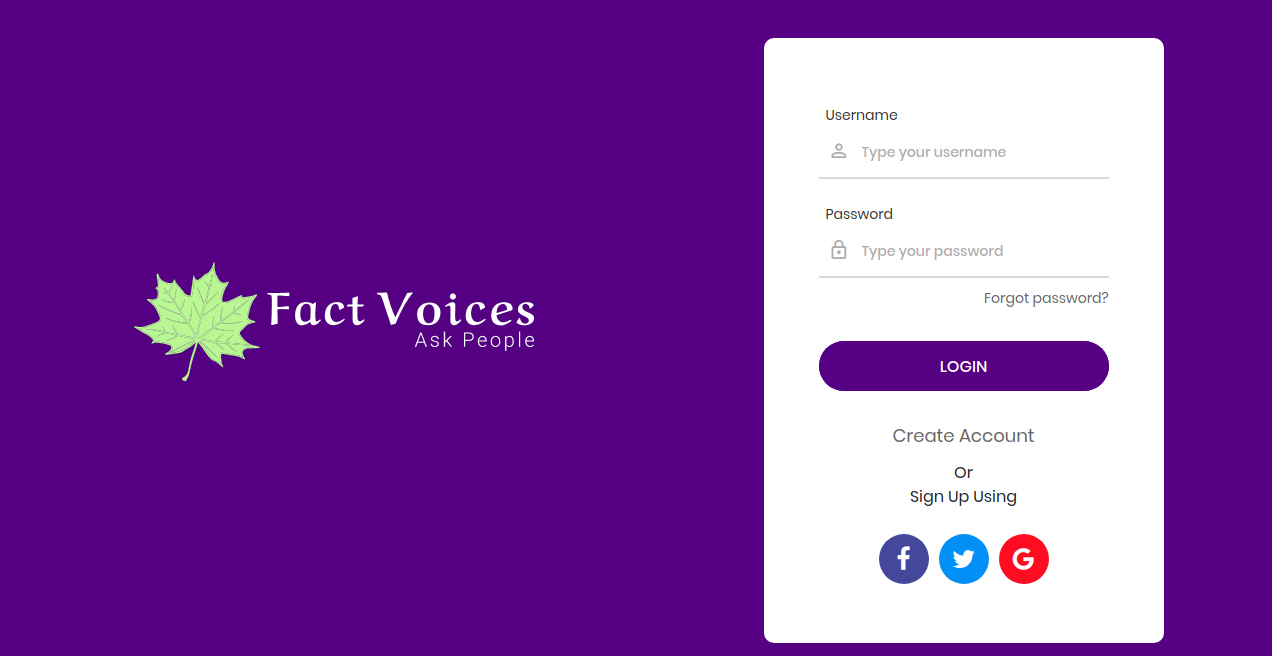 Fact Voices
Ask People
Username
Type your username
Password
Type your password
Forgot password?
LOGIN
Create Account
Or
Sign Up Using